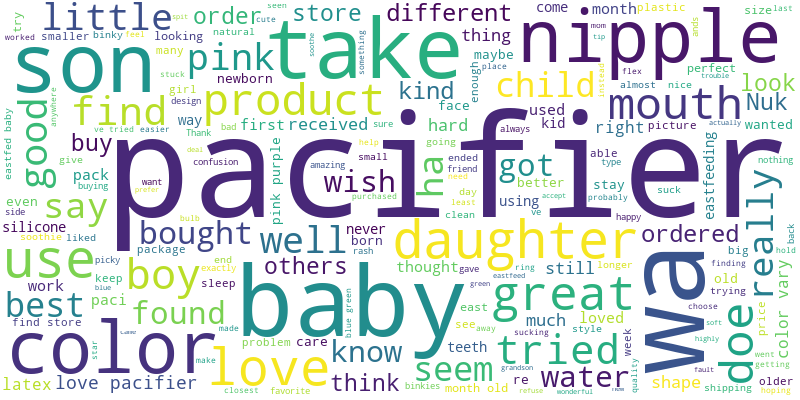 little
order
store
different
come
month
plastic
size
last
try
spit
feel
worked
smaller
binky
looking
cute
seen
mom
tip
thing
son
pink
take
nipple
many
natural
soothe
something
maybe
place
perfect
trouble
newborn
kind
enough
child
flex
almost
nice
look
girl
design
product
face
instead
anywhere
good
find
used
mouth
Nuk
ve tried
easier
way
first
received
sure
hard
always
kid
right
picture
wanted
Thank
bad
going
actually
eastfed baby
give
buy
confusion
amazing
help
ha
ended
able
type
nothing
pacifier
pack
deal
small
friend
got
stay
suck
eastfeeding
buying
want
prefer
wish
need
day
better
probably
purchased
least
using
ve
accept
even
say
pink purple
clean
happy
side
bulb
silicone
bought
well
never
daughter
ordered
really
soothie
liked
package
born
back
use
picky
boy
others
rash
still
longer
big
finding
hold
exactly
end
thought
gave
ring
eastfeed
wa
old
trying
work
keep
sleep
green
blue
baby
great
color vary
best
paci
found
blue green
east
much
loved
choose
doe
price
find store
made
see
away
style
week
soft
went
problem
care
sucking
highly
getting
color
came
star
know
teeth
tried
quality
fault
make
love
seem
re
water
shape
shipping
older
latex
love pacifier
think
month old
grandson
closest
favorite
binkies
refuse
wonderful
hoping